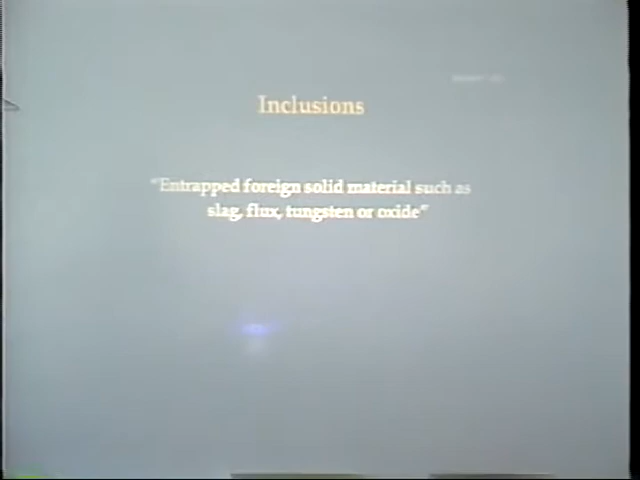 Inclusions
"Entrapped foreign solid material such as
slag, flux, tungsten or oxide"